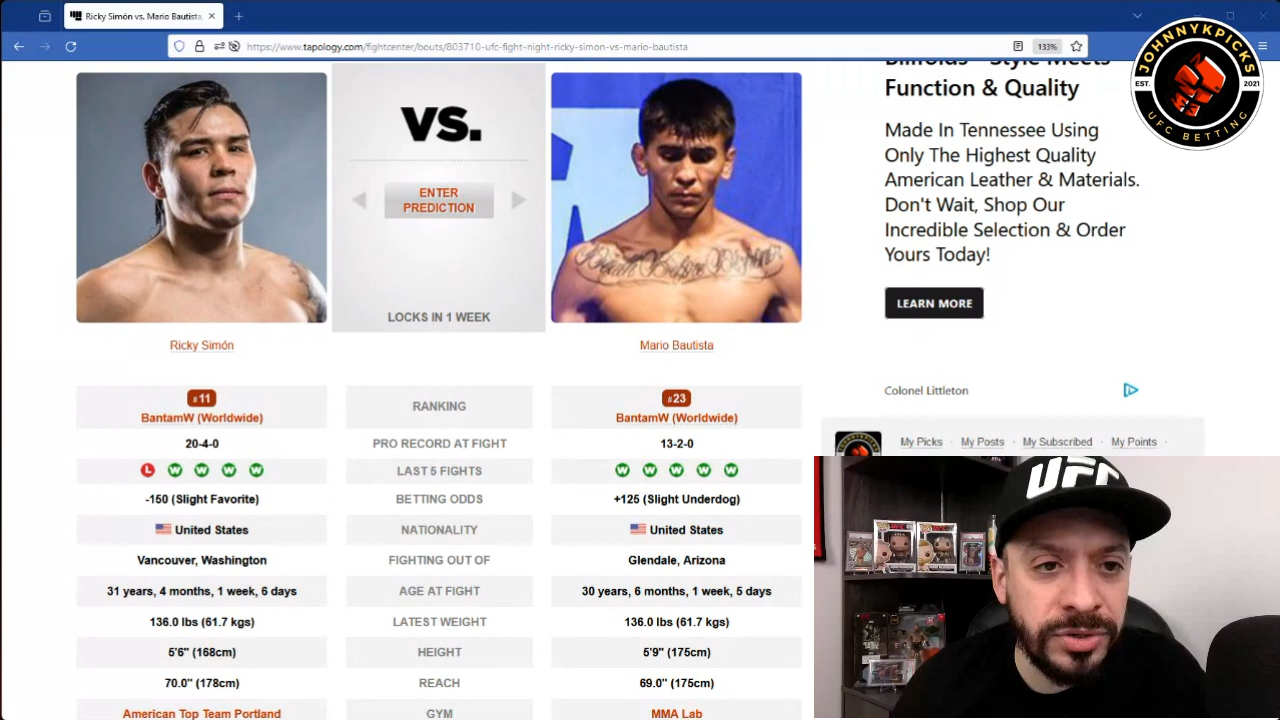 Ricky Simón vs. Mario Bautista,
https://www.tapology.com/fightcenter/bouts/803710-ufc-fight-night-ricky-simon-vs-mario-bautista
133%
JOHNNYKPICKS
EST. 2021
UFC BETTING
Function & Quality
Made In Tennessee Using
Only The Highest Quality
American Leather & Materials.
Don't Wait, Shop Our
Incredible Selection & Order
Yours Today!
LEARN MORE
Colonel Littleton
VS.
ENTER
PREDICTION
LOCKS IN 1 WEEK
Ricky Simón
Mario Bautista
#11 RANKING #23
BantamW (Worldwide) BantamW (Worldwide)
20-4-0 PRO RECORD AT FIGHT 13-2-0
L W W W W LAST 5 FIGHTS W W W W W
-150 (Slight Favorite) BETTING ODDS +125 (Slight Underdog)
United States NATIONALITY United States
Vancouver, Washington FIGHTING OUT OF Glendale, Arizona
31 years, 4 months, 1 week, 6 days AGE AT FIGHT 30 years, 6 months, 1 week, 5 days
136.0 lbs (61.7 kgs) LATEST WEIGHT 136.0 lbs (61.7 kgs)
5'6" (168cm) HEIGHT 5'9" (175cm)
70.0" (178cm) REACH 69.0" (175cm)
American Top Team Portland GYM MMA Lab
My Picks · My Posts · My Subscribed · My Points ·
UFC